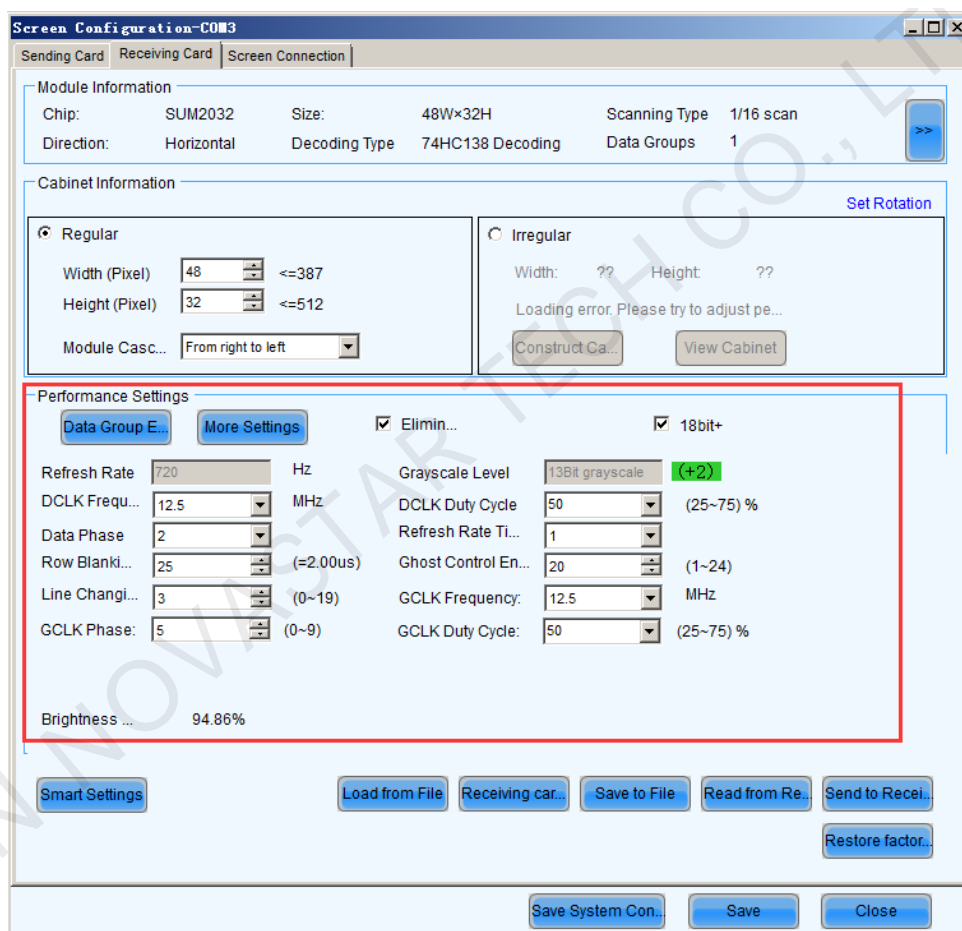 Screen Configuration-COM3
Sending Card Receiving Card Screen Connection
Module Information
Chip: SUM2032 Size: 48W×32H Scanning Type 1/16 scan
Direction: Horizontal Decoding Type 74HC138 Decoding Data Groups 1
>>
Cabinet Information
Set Rotation
Regular
Width (Pixel) 48 <=387
Height (Pixel) 32 <=512
Module Casc... From right to left
Irregular
Width: ?? Height: ??
Loading error. Please try to adjust pe...
Construct Ca... View Cabinet
Performance Settings
Data Group E... More Settings Elimin... 18bit+
Refresh Rate 720 Hz Grayscale Level 13Bit grayscale (+2)
DCLK Frequ... 12.5 MHz DCLK Duty Cycle 50 (25~75) %
Data Phase 2 Refresh Rate Ti... 1
Row Blanki... 25 (=2.00us) Ghost Control En... 20 (1~24)
Line Changi... 3 (0~19) GCLK Frequency: 12.5 MHz
GCLK Phase: 5 (0~9) GCLK Duty Cycle: 50 (25~75) %
Brightness ... 94.86%
Smart Settings Load from File Receiving car... Save to File Read from Re... Send to Recei...
Restore factor...
Save System Con... Save Close
NOVASTAR TECH CO., LT